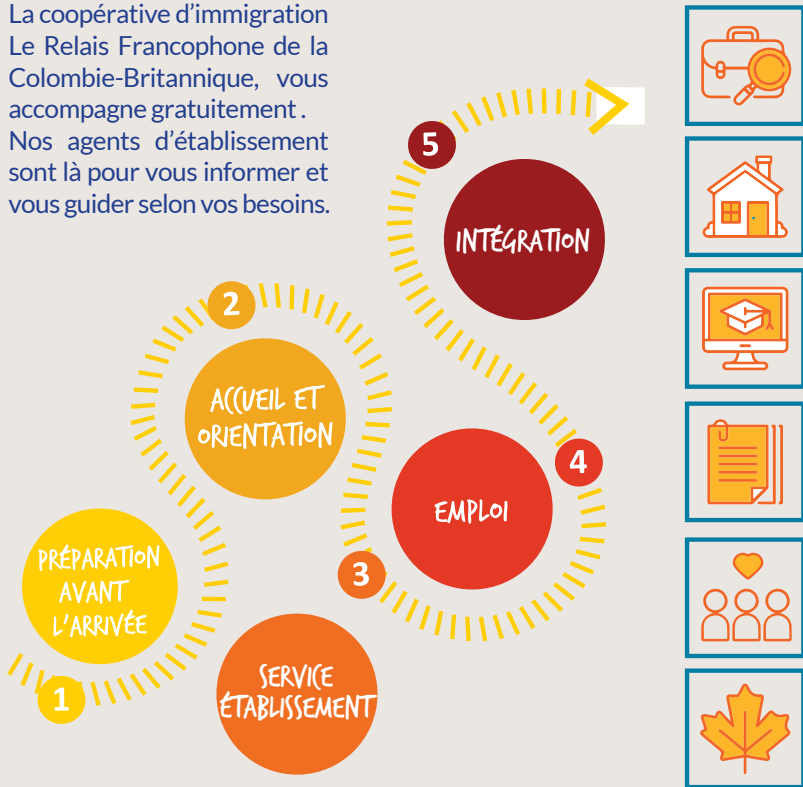 La coopérative d'immigration
Le Relais Francophone de la
Colombie-Britannique, vous
accompagne gratuitement .
Nos agents d'établissement
sont là pour vous informer et
vous guider selon vos besoins.
1
PRÉPARATION
AVANT
L'ARRIVÉE
2
ACCUEIL ET
ORIENTATION
3
SERVICE
ÉTABLISSEMENT
4
EMPLOI
5
INTÉGRATION